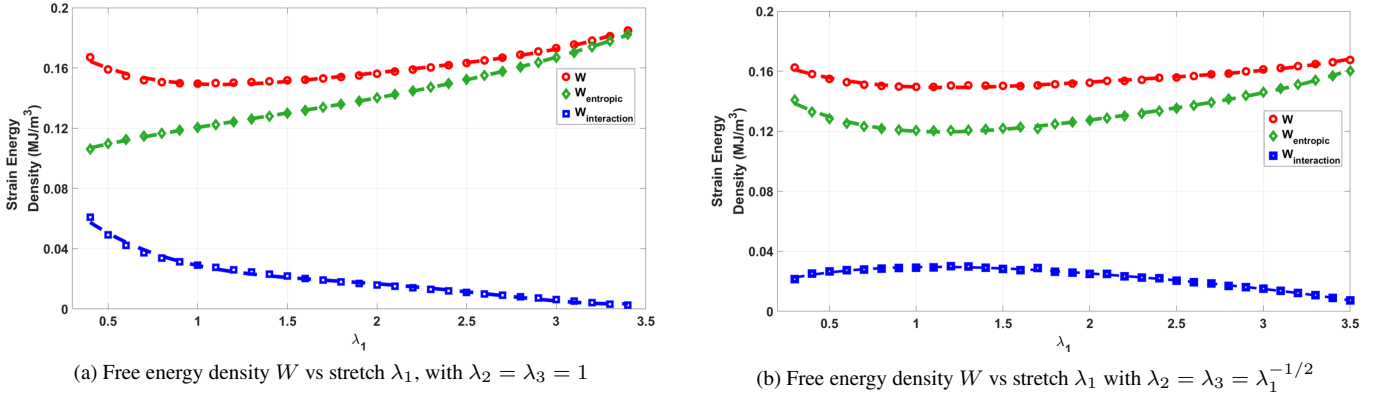 0.2
0.16
0.12
0.08
0.04
0
0.5
1
1.5
2
2.5
3
3.5
Strain Energy
Density (MJ/m³)
λ₁
W
W_entropic
W_interaction
(a) Free energy density W vs stretch λ₁, with λ₂ = λ₃ = 1
0.2
0.16
0.12
0.08
0.04
0
0.5
1
1.5
2
2.5
3
3.5
Strain Energy
Density (MJ/m³)
λ₁
W
W_entropic
W_interaction
(b) Free energy density W vs stretch λ₁ with λ₂ = λ₃ = λ₁^{−1/2}